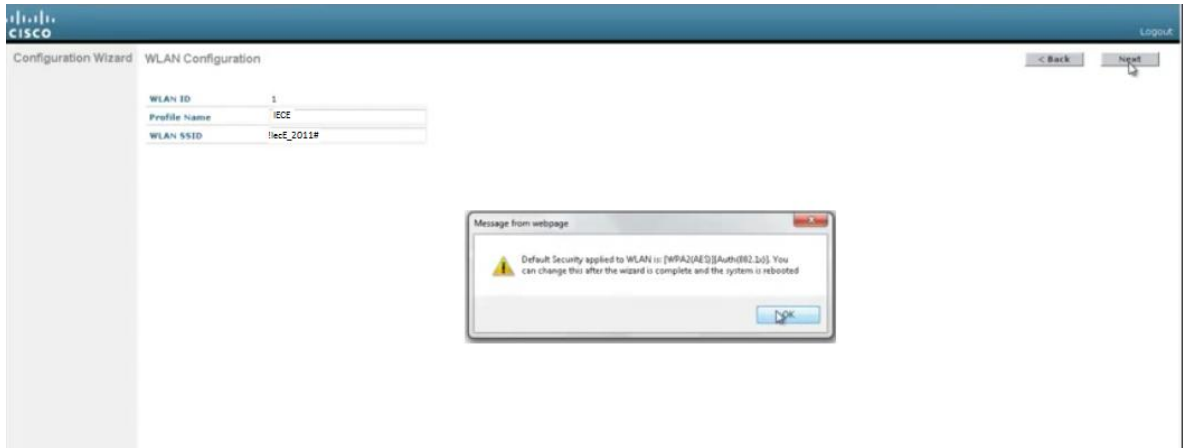 CISCO
Logout
Configuration Wizard
WLAN Configuration
< Back
Next
WLAN ID 1
Profile Name IECE
WLAN SSID !IecE_2011#
Message from webpage
Default Security applied to WLAN is: [WPA2(AES)][Auth(802.1x)]. You
can change this after the wizard is complete and the system is rebooted
OK